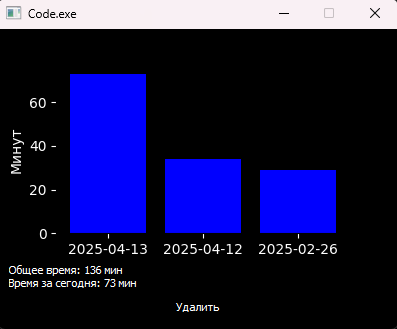 Code.exe
60
40
20
0
Минут
2025-04-13 2025-04-12 2025-02-26
Общее время: 136 мин
Время за сегодня: 73 мин
Удалить